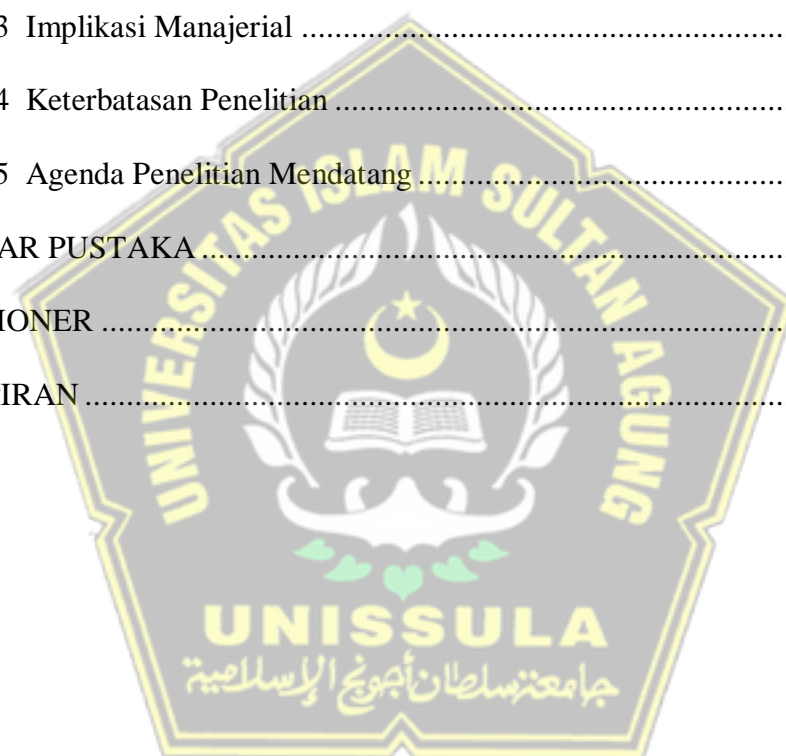 3 Implikasi Manajerial ..........................................................
4 Keterbatasan Penelitian ......................................................
5 Agenda Penelitian Mendatang ............................................
AR PUSTAKA ......................................................................
IONER ..................................................................................
IRAN ....................................................................................
UNIVERSITAS ISLAM SULTAN AGUNG
UNISSULA
جامعة سلطان أجونج الإسلامية